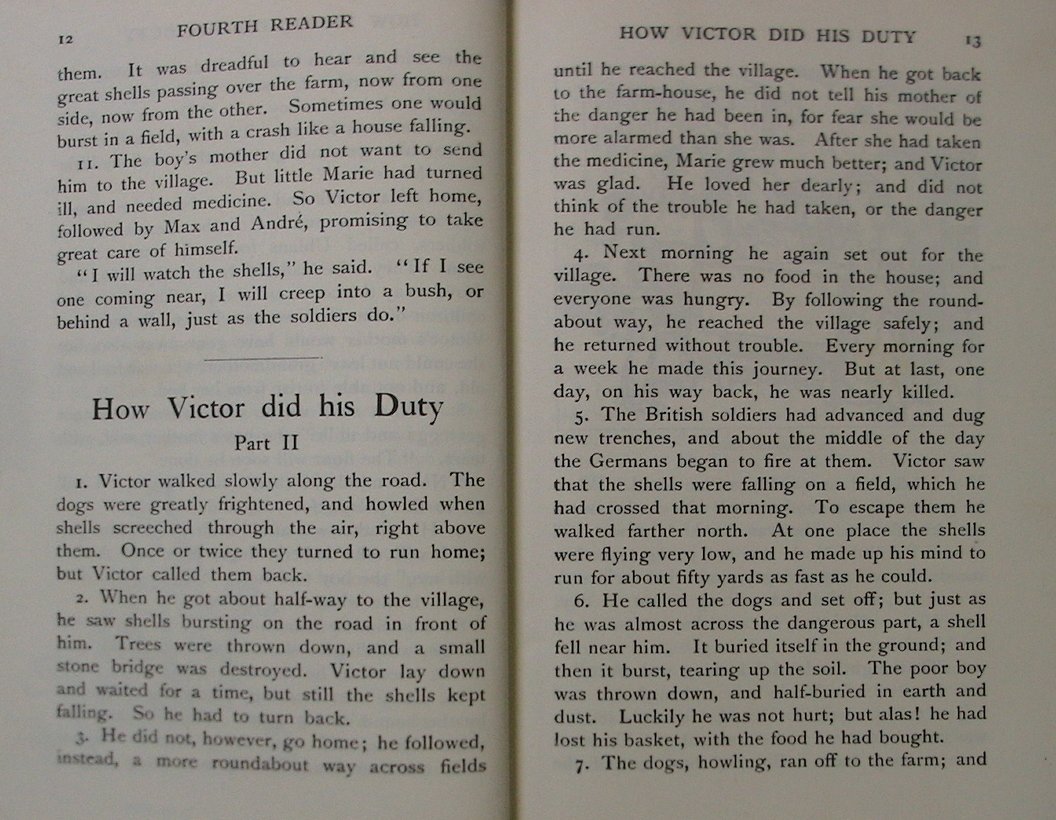 12
FOURTH READER
them. It was dreadful to hear and see the
great shells passing over the farm, now from one
side, now from the other. Sometimes one would
burst in a field, with a crash like a house falling.
11. The boy's mother did not want to send
him to the village. But little Marie had turned
ill, and needed medicine. So Victor left home,
followed by Max and André, promising to take
great care of himself.
"I will watch the shells," he said. "If I see
one coming near, I will creep into a bush, or
behind a wall, just as the soldiers do."
How Victor did his Duty
Part II
1. Victor walked slowly along the road. The
dogs were greatly frightened, and howled when
shells screeched through the air, right above
them. Once or twice they turned to run home;
but Victor called them back.
2. When he got about half-way to the village,
he saw shells bursting on the road in front of
him. Trees were thrown down, and a small
stone bridge was destroyed. Victor lay down
and waited for a time, but still the shells kept
falling. So he had to turn back.
3. He did not, however, go home; he followed,
instead, a more roundabout way across fields
HOW VICTOR DID HIS DUTY
13
until he reached the village. When he got back
to the farm-house, he did not tell his mother of
the danger he had been in, for fear she would be
more alarmed than she was. After she had taken
the medicine, Marie grew much better; and Victor
was glad. He loved her dearly; and did not
think of the trouble he had taken, or the danger
he had run.
4. Next morning he again set out for the
village. There was no food in the house; and
everyone was hungry. By following the round-
about way, he reached the village safely; and
he returned without trouble. Every morning for
a week he made this journey. But at last, one
day, on his way back, he was nearly killed.
5. The British soldiers had advanced and dug
new trenches, and about the middle of the day
the Germans began to fire at them. Victor saw
that the shells were falling on a field, which he
had crossed that morning. To escape them he
walked farther north. At one place the shells
were flying very low, and he made up his mind to
run for about fifty yards as fast as he could.
6. He called the dogs and set off; but just as
he was almost across the dangerous part, a shell
fell near him. It buried itself in the ground; and
then it burst, tearing up the soil. The poor boy
was thrown down, and half-buried in earth and
dust. Luckily he was not hurt; but alas! he had
lost his basket, with the food he had bought.
7. The dogs, howling, ran off to the farm; and